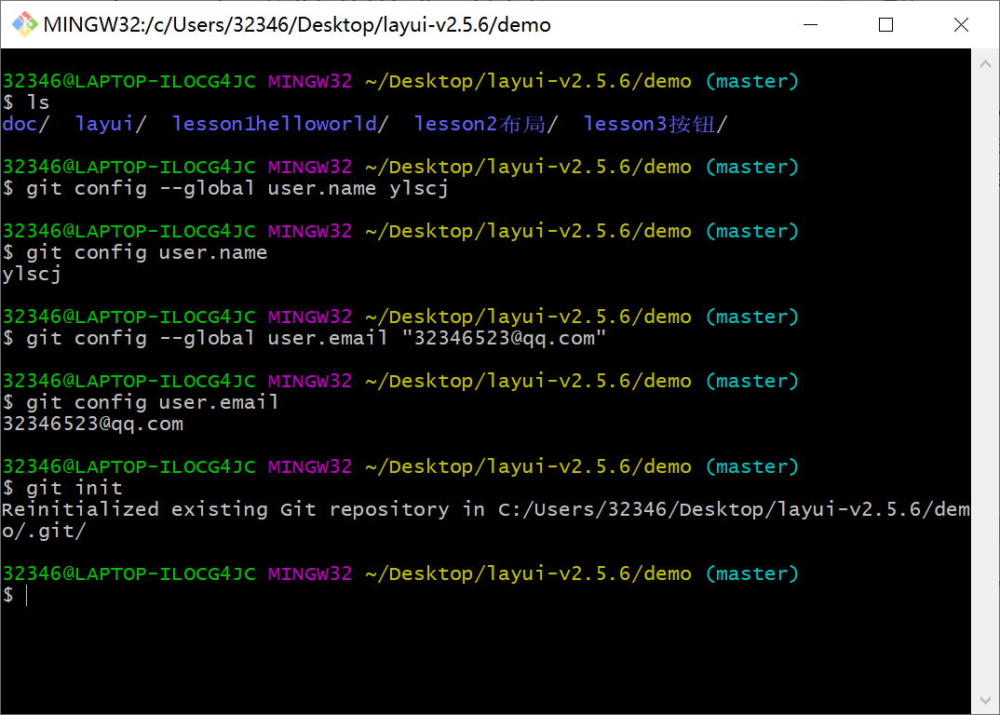 MINGW32:/c/Users/32346/Desktop/layui-v2.5.6/demo
32346@LAPTOP-ILOCG4JC MINGW32 ~/Desktop/layui-v2.5.6/demo (master)
$ ls
doc/  layui/  lesson1helloworld/  lesson2布局/  lesson3按钮/
32346@LAPTOP-ILOCG4JC MINGW32 ~/Desktop/layui-v2.5.6/demo (master)
$ git config --global user.name ylscj
32346@LAPTOP-ILOCG4JC MINGW32 ~/Desktop/layui-v2.5.6/demo (master)
$ git config user.name
ylscj
32346@LAPTOP-ILOCG4JC MINGW32 ~/Desktop/layui-v2.5.6/demo (master)
$ git config --global user.email "32346523@qq.com"
32346@LAPTOP-ILOCG4JC MINGW32 ~/Desktop/layui-v2.5.6/demo (master)
$ git config user.email
32346523@qq.com
32346@LAPTOP-ILOCG4JC MINGW32 ~/Desktop/layui-v2.5.6/demo (master)
$ git init
Reinitialized existing Git repository in C:/Users/32346/Desktop/layui-v2.5.6/dem
o/.git/
32346@LAPTOP-ILOCG4JC MINGW32 ~/Desktop/layui-v2.5.6/demo (master)
$